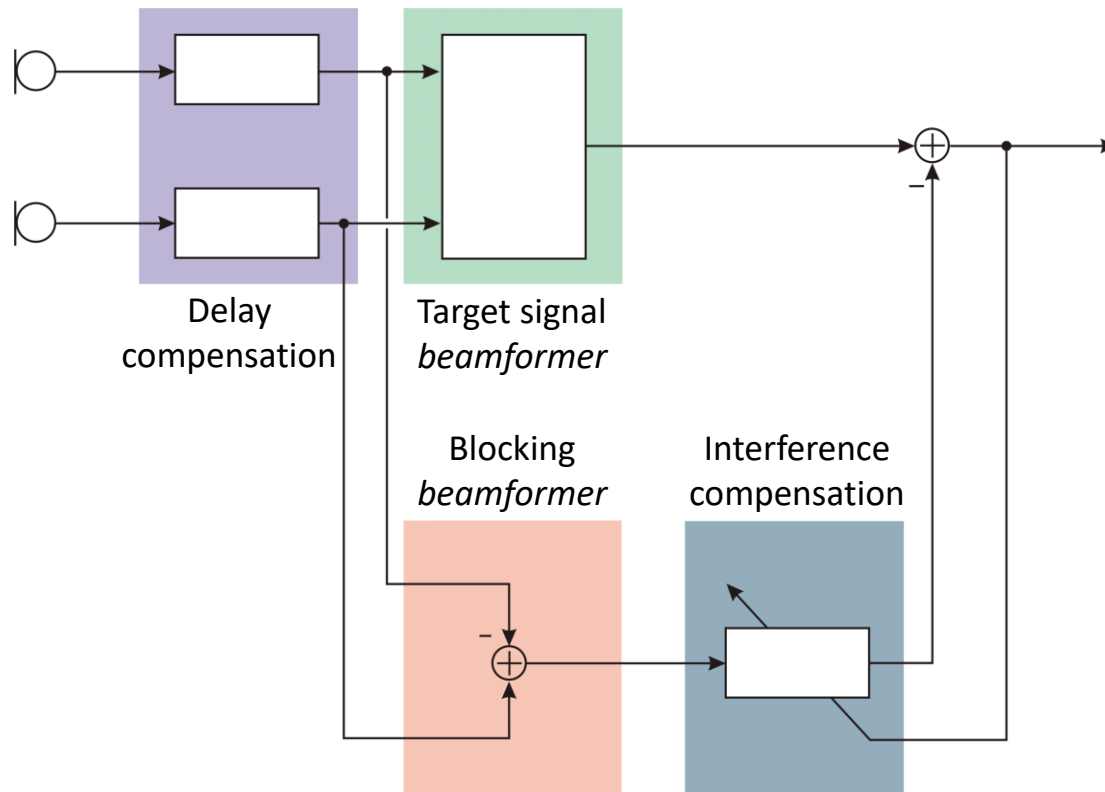 Delay
compensation
Target signal
beamformer
Blocking
beamformer
Interference
compensation
–
–